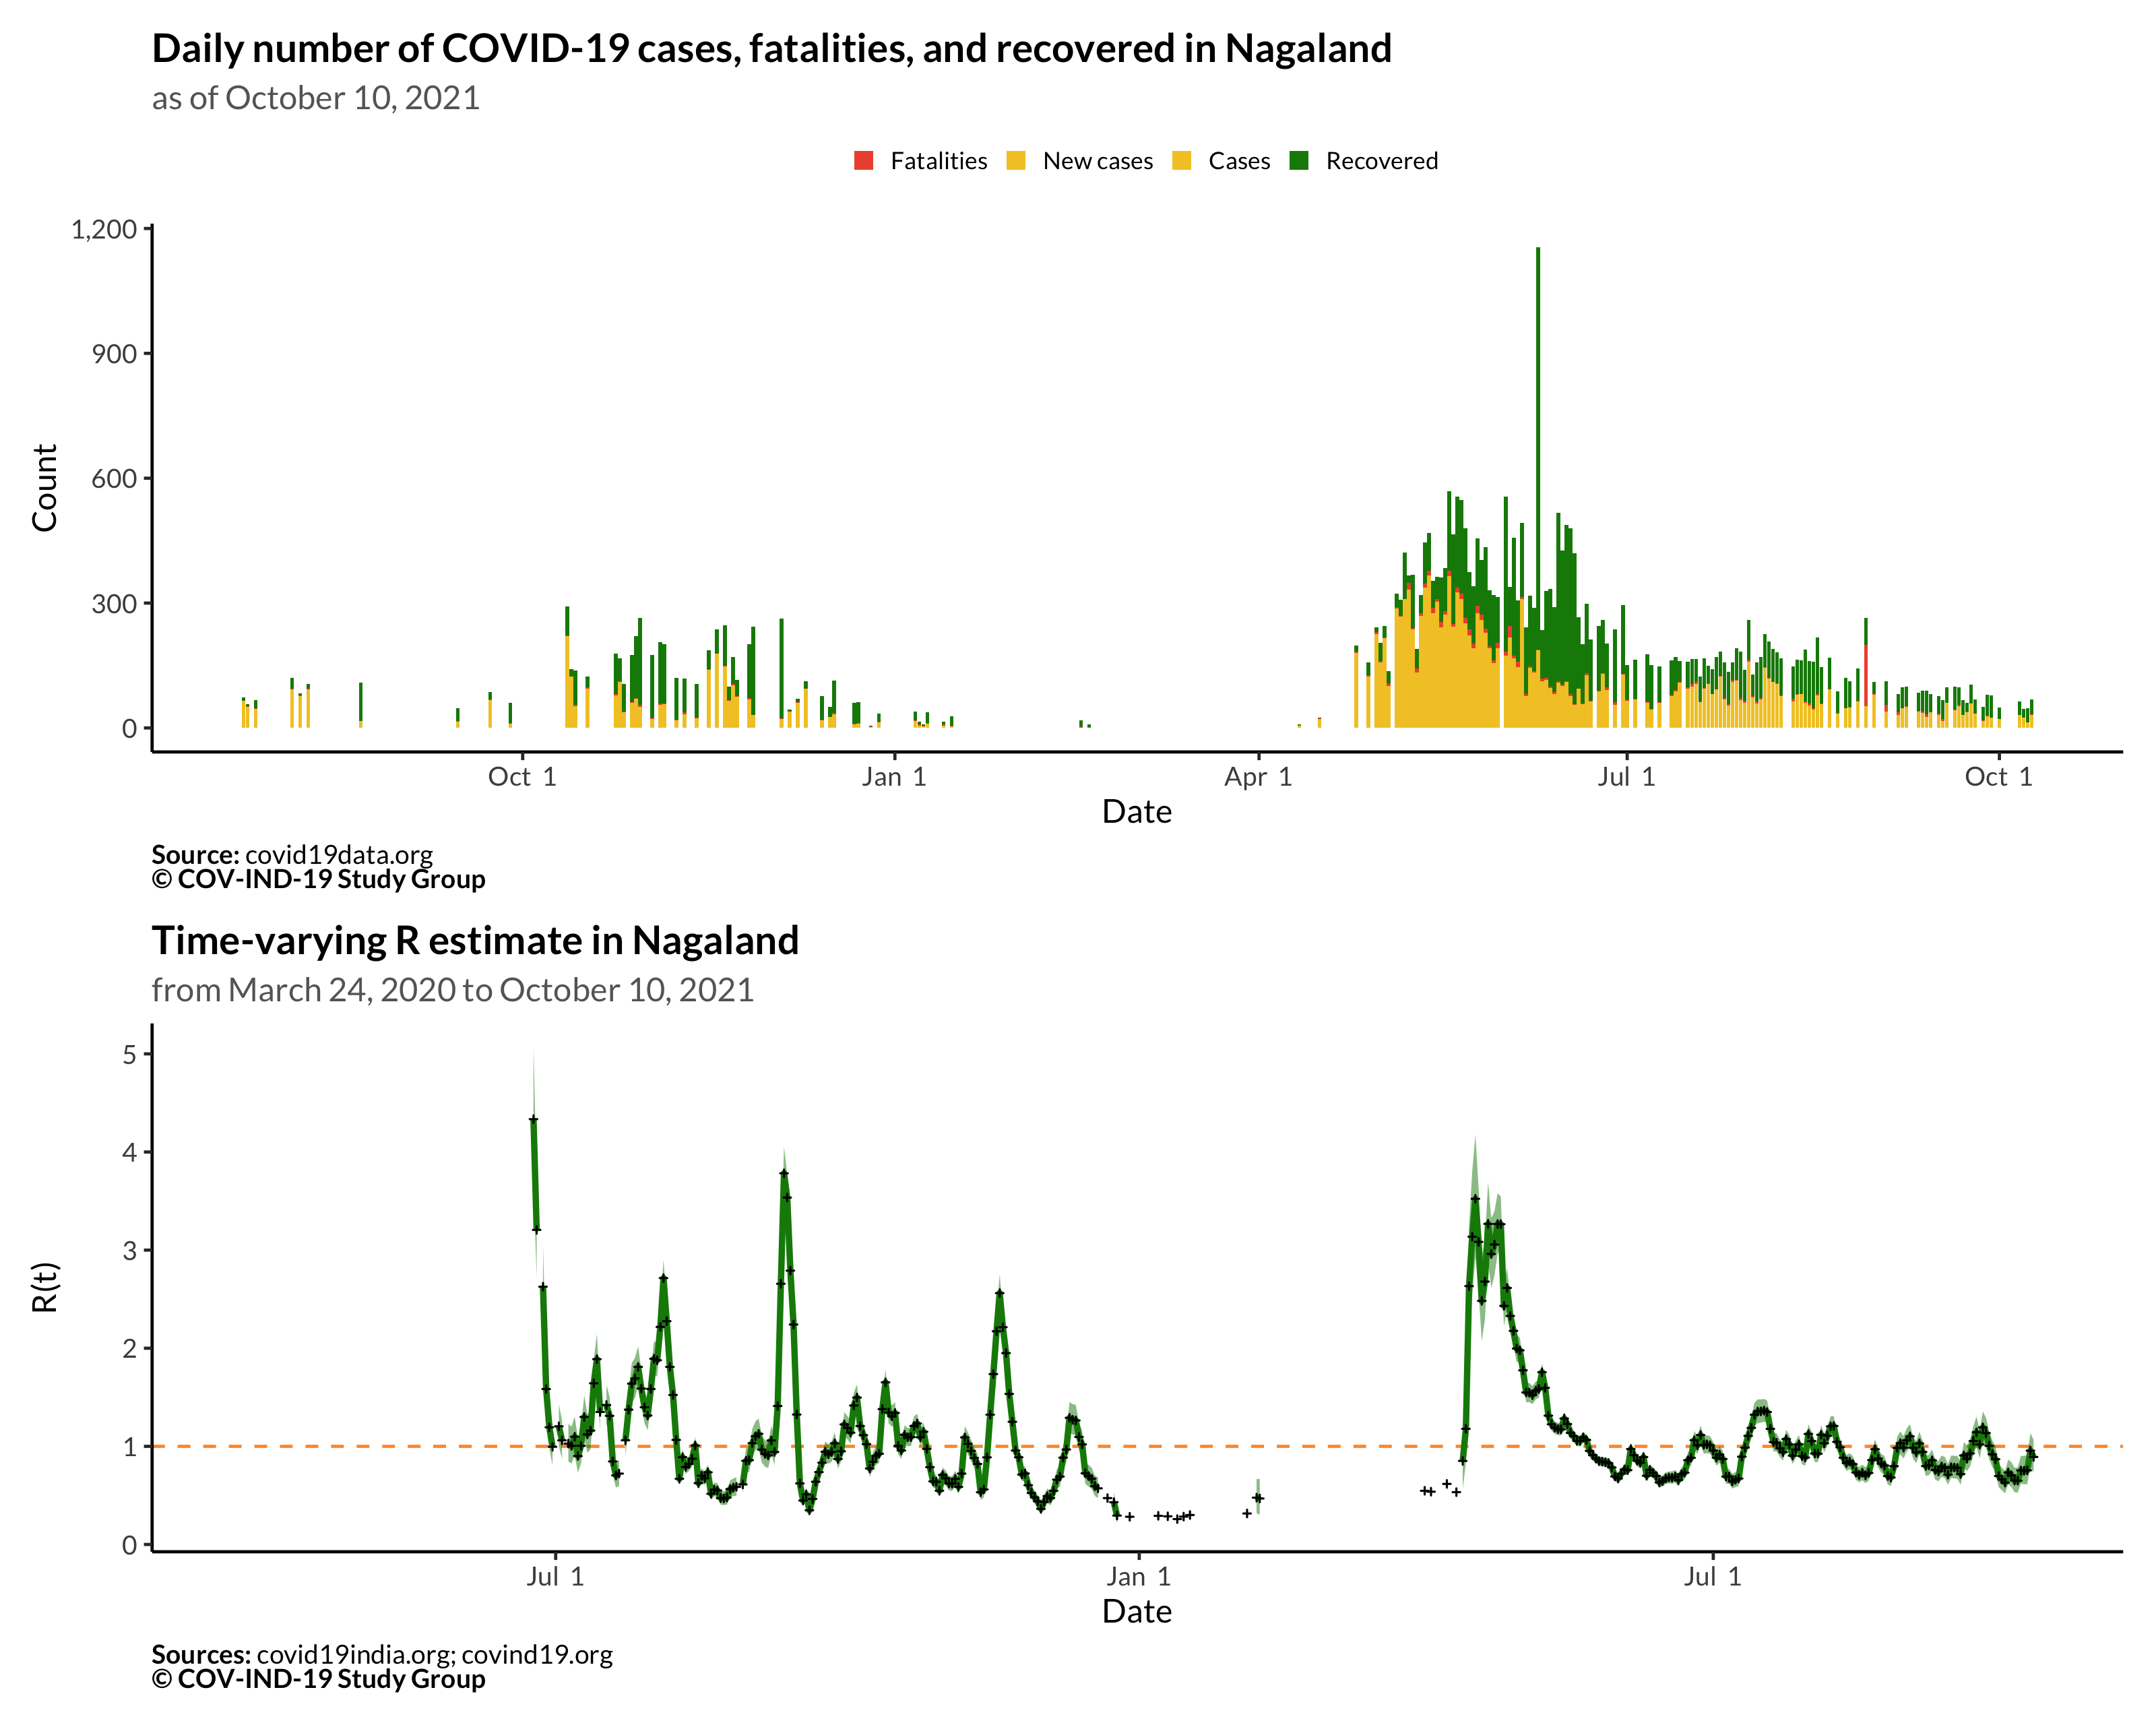 Daily number of COVID-19 cases, fatalities, and recovered in Nagaland
as of October 10, 2021
Fatalities New cases Cases Recovered
1,200
900
600
300
0
Count
Oct 1 Jan 1 Apr 1 Jul 1 Oct 1
Date
Source: covid19data.org
© COV-IND-19 Study Group
Time-varying R estimate in Nagaland
from March 24, 2020 to October 10, 2021
5
4
3
2
1
0
R(t)
Jul 1 Jan 1 Jul 1
Date
Sources: covid19india.org; covind19.org
© COV-IND-19 Study Group